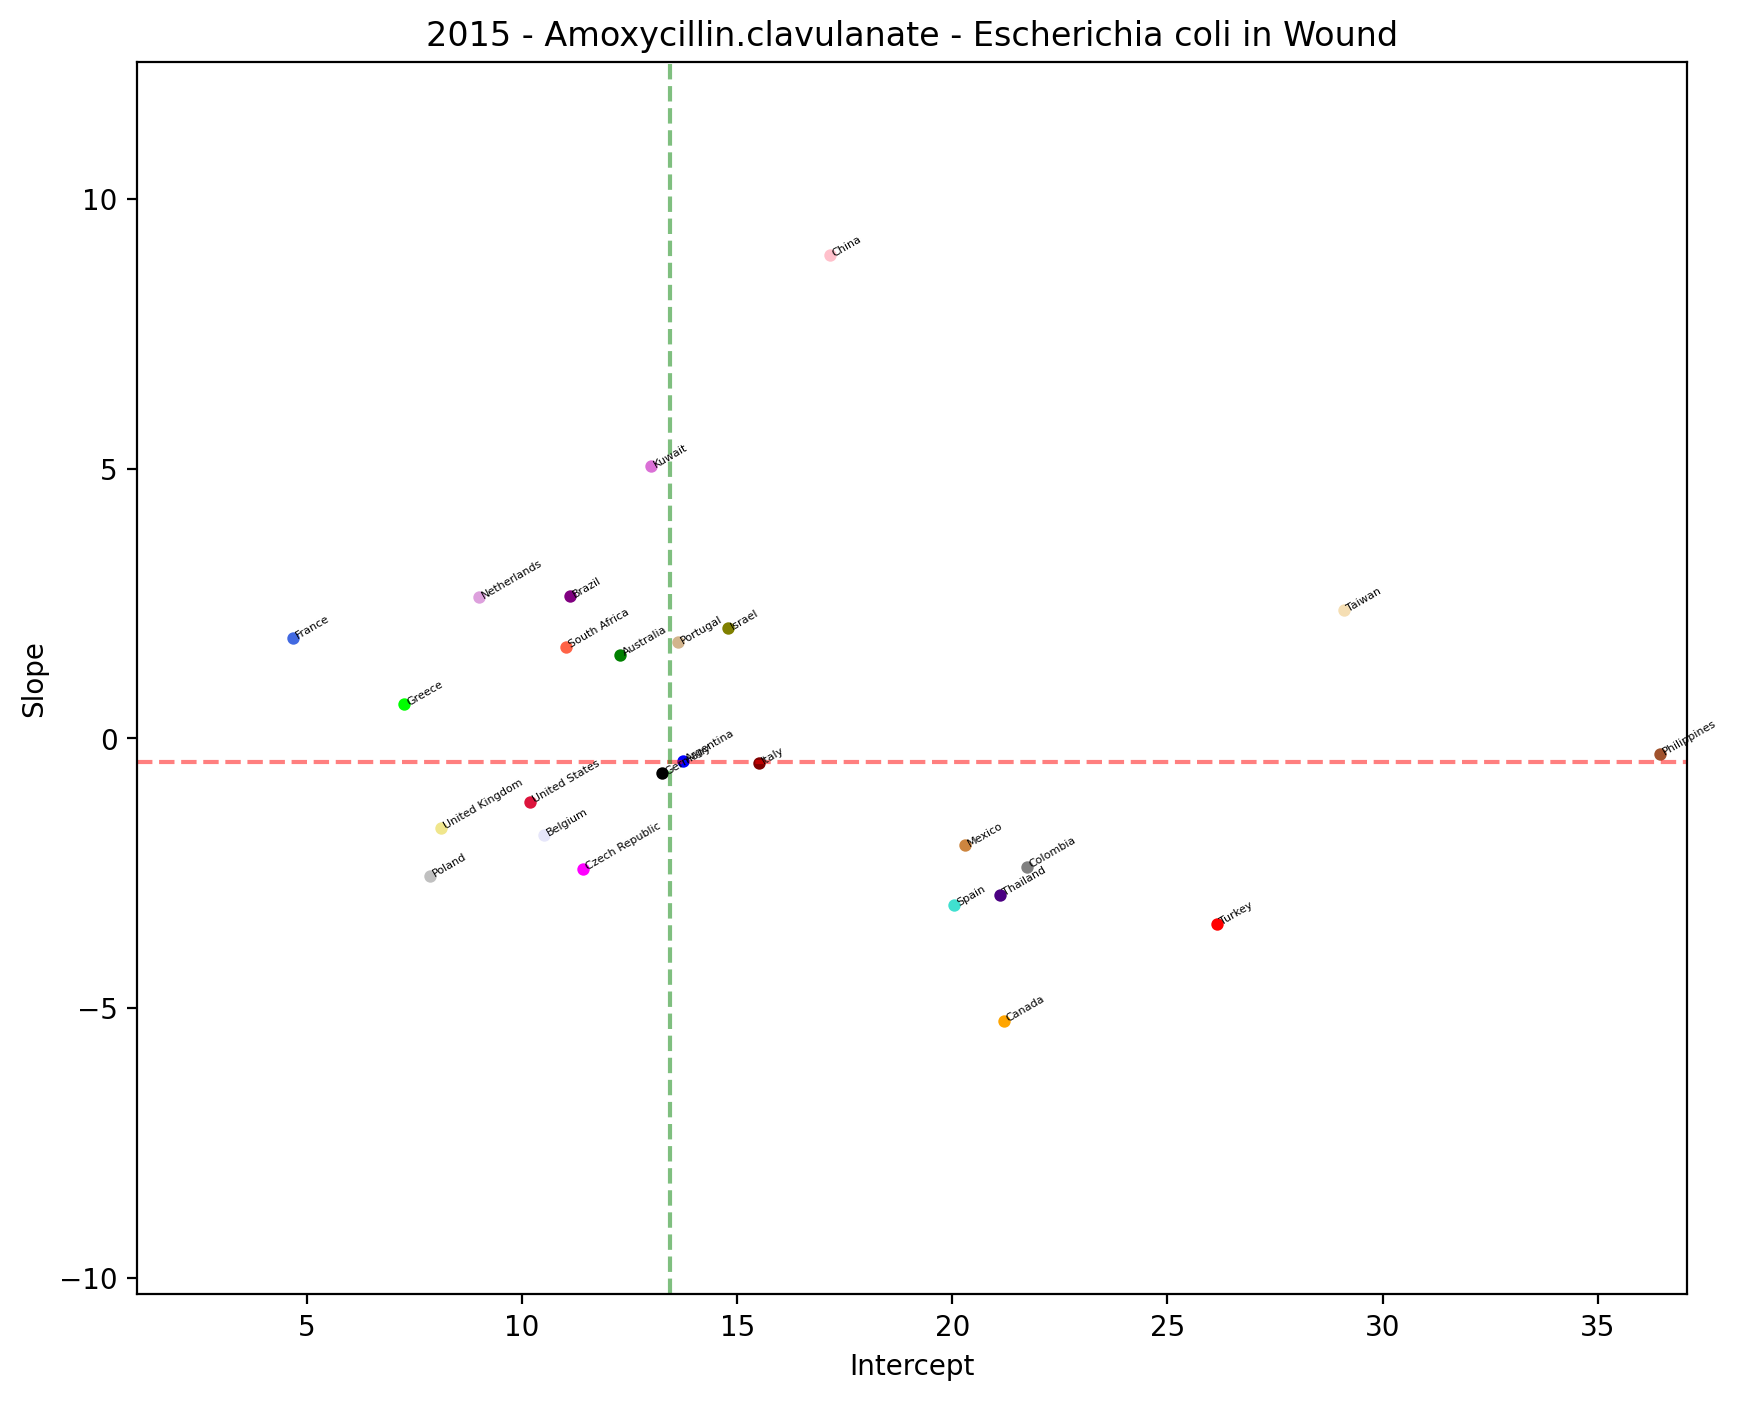 2015 - Amoxycillin.clavulanate - Escherichia coli in Wound
10
China
5
Kuwait
Netherlands
Brazil
Taiwan
France
South Africa
Australia
Portugal
Israel
Slope
Greece
0
Argentina
Germany
Italy
Philippines
United States
United Kingdom
Belgium
Czech Republic
Poland
Mexico
Colombia
Thailand
Spain
Turkey
−5
Canada
−10
5 10 15 20 25 30 35
Intercept